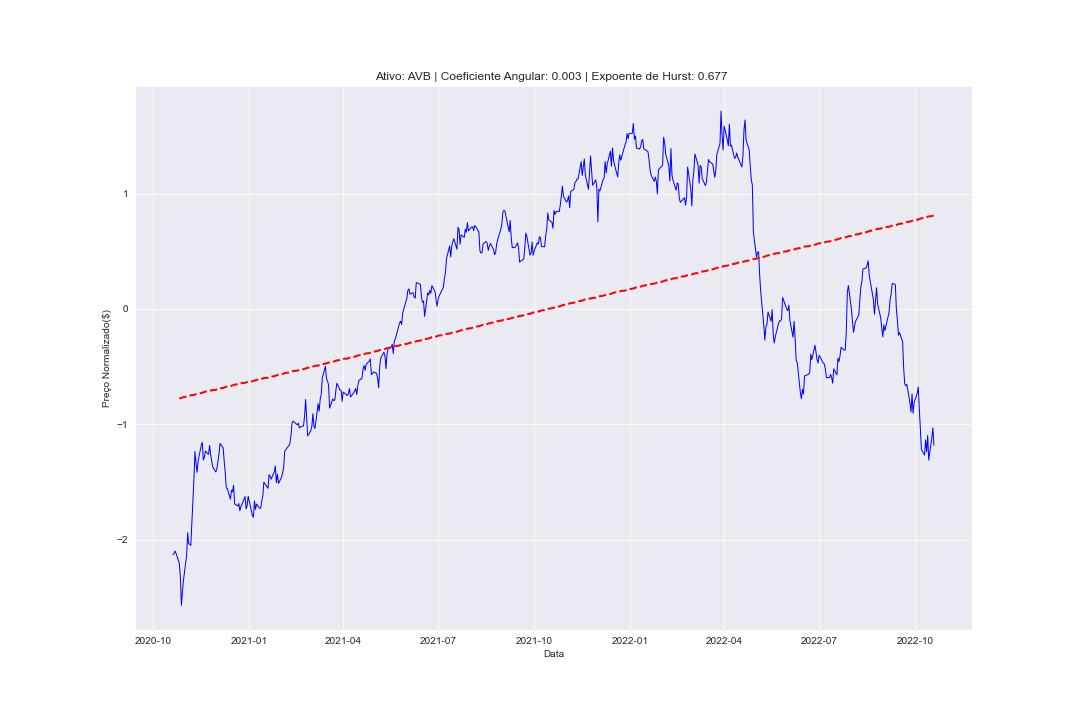 Ativo: AVB | Coeficiente Angular: 0.003 | Expoente de Hurst: 0.677
Preço Normalizado($)
1
0
−1
−2
2020-10 2021-01 2021-04 2021-07 2021-10 2022-01 2022-04 2022-07 2022-10
Data